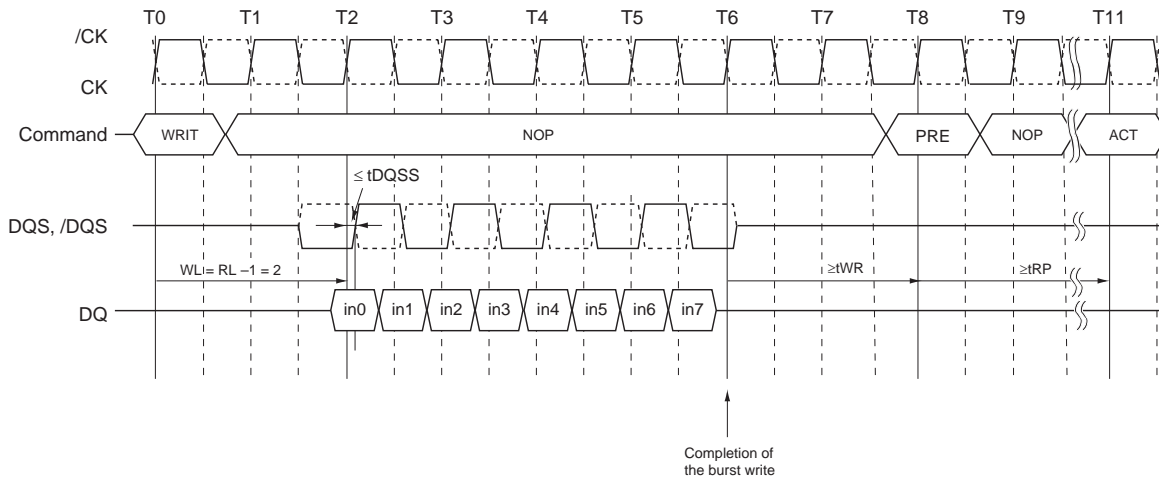 T0 T1 T2 T3 T4 T5 T6 T7 T8 T9 T11
/CK
CK
Command WRIT NOP PRE NOP ACT
≤ tDQSS
DQS, /DQS
WL = RL –1 = 2 ≥tWR ≥tRP
DQ in0 in1 in2 in3 in4 in5 in6 in7
Completion of
the burst write